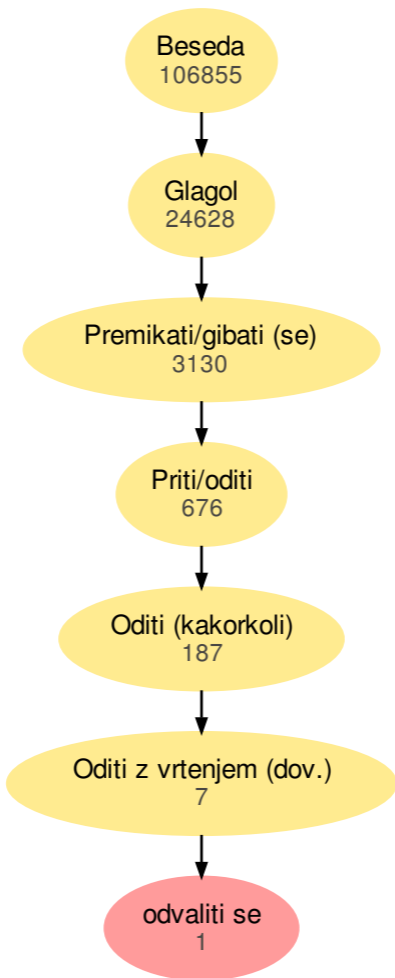 Beseda
106855
Glagol
24628
Premikati/gibati (se)
3130
Priti/oditi
676
Oditi (kakorkoli)
187
Oditi z vrtenjem (dov.)
7
odvaliti se
1